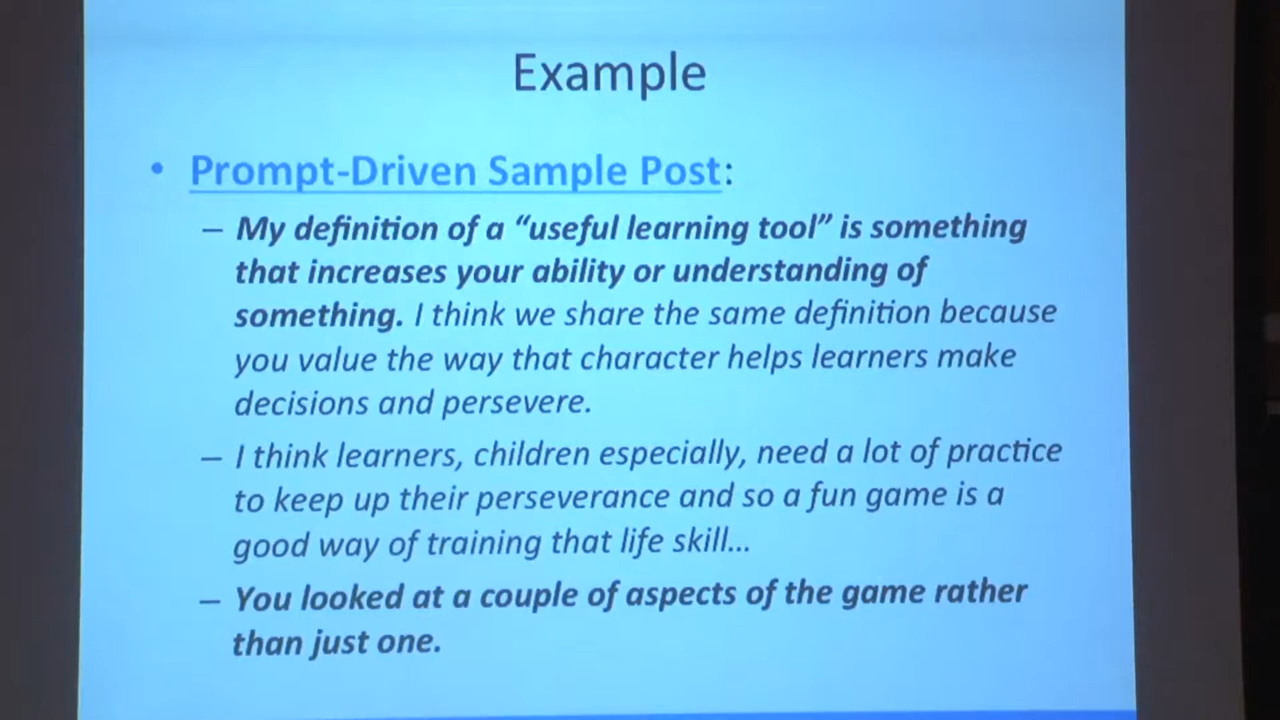 Example
• Prompt-Driven Sample Post:
– My definition of a “useful learning tool” is something
that increases your ability or understanding of
something. I think we share the same definition because
you value the way that character helps learners make
decisions and persevere.
– I think learners, children especially, need a lot of practice
to keep up their perseverance and so a fun game is a
good way of training that life skill...
– You looked at a couple of aspects of the game rather
than just one.